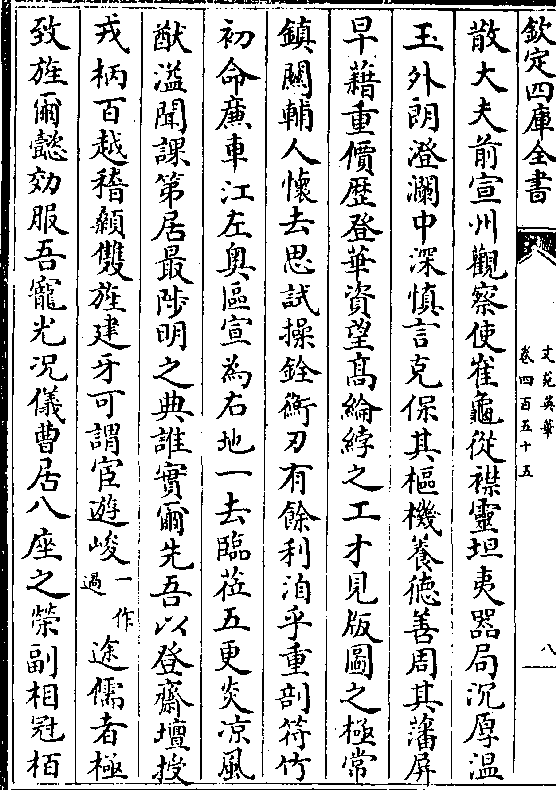 欽定四庫全書
文苑英華
卷四百五十五
八
散大夫前宣州觀察使崔龜從襟靈坦夷器局沉厚溫
玉外朗澄瀾中深慎言克保其樞機養徳善周其藩屏
早藉重價歴登華資望髙綸綍之工才見版圖之極常
鎮關輔人懷去思試操銓衡刃有餘利洎乎重剖符竹
初命廉車江左奥區宣為右地一去臨莅五更炎凉風
猷溢聞課第居最陟明之典誰實爾先吾以登齋壇授
戎柄百越稽顙雙旌建牙可謂宦遊峻一作過途儒者極
致旌爾懿効服吾寵光况儀曹居八座之榮副相冠栢